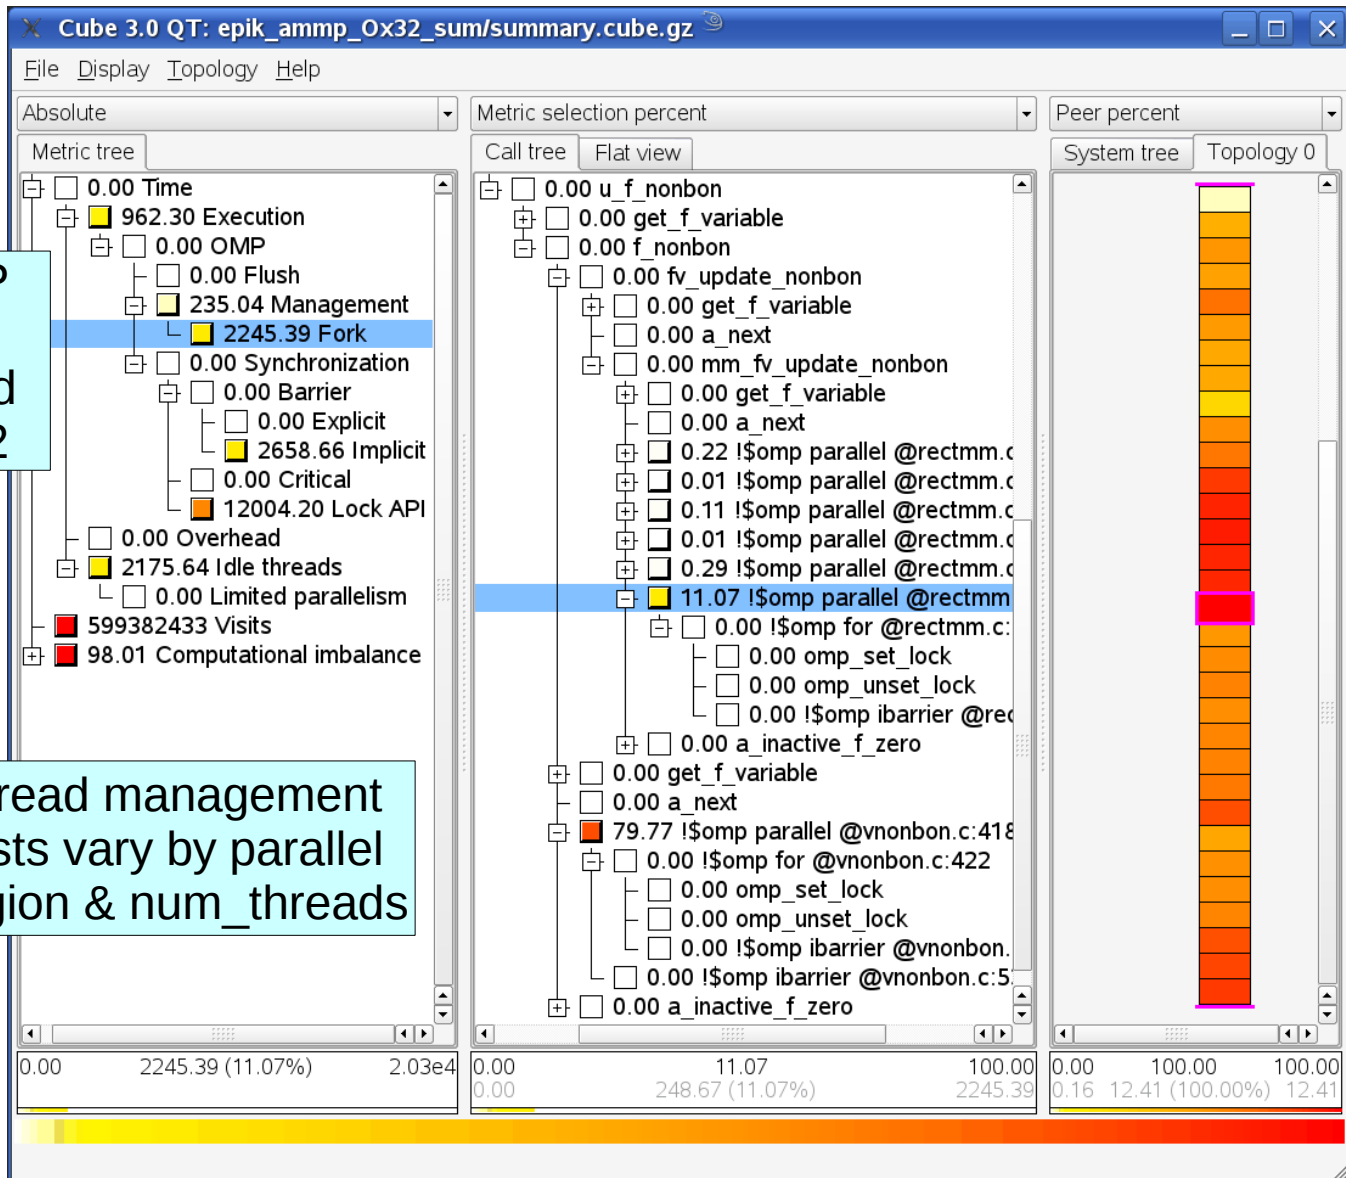 Cube 3.0 QT: epik_ammp_Ox32_sum/summary.cube.gz
File Display Topology Help
Absolute
Metric selection percent
Peer percent
Metric tree
Call tree
Flat view
System tree
Topology 0
0.00 Time
962.30 Execution
0.00 OMP
0.00 Flush
235.04 Management
2245.39 Fork
0.00 Synchronization
0.00 Barrier
0.00 Explicit
2658.66 Implicit
0.00 Critical
12004.20 Lock API
0.00 Overhead
2175.64 Idle threads
0.00 Limited parallelism
599382433 Visits
98.01 Computational imbalance
read management
sts vary by parallel
gion & num_threads
0.00 u_f_nonbon
0.00 get_f_variable
0.00 f_nonbon
0.00 fv_update_nonbon
0.00 get_f_variable
0.00 a_next
0.00 mm_fv_update_nonbon
0.00 get_f_variable
0.00 a_next
0.22 !$omp parallel @rectmm.c
0.01 !$omp parallel @rectmm.c
0.11 !$omp parallel @rectmm.c
0.01 !$omp parallel @rectmm.c
0.29 !$omp parallel @rectmm.c
11.07 !$omp parallel @rectmm
0.00 !$omp for @rectmm.c:
0.00 omp_set_lock
0.00 omp_unset_lock
0.00 !$omp ibarrier @rec
0.00 a_inactive_f_zero
0.00 get_f_variable
0.00 a_next
79.77 !$omp parallel @vnonbon.c:418
0.00 !$omp for @vnonbon.c:422
0.00 omp_set_lock
0.00 omp_unset_lock
0.00 !$omp ibarrier @vnonbon.
0.00 !$omp ibarrier @vnonbon.c:5
0.00 a_inactive_f_zero
0.00 2245.39 (11.07%) 2.03e4
0.00 11.07 100.00
0.00 248.67 (11.07%) 2245.39
0.00 100.00 100.00
0.16 12.41 (100.00%) 12.41